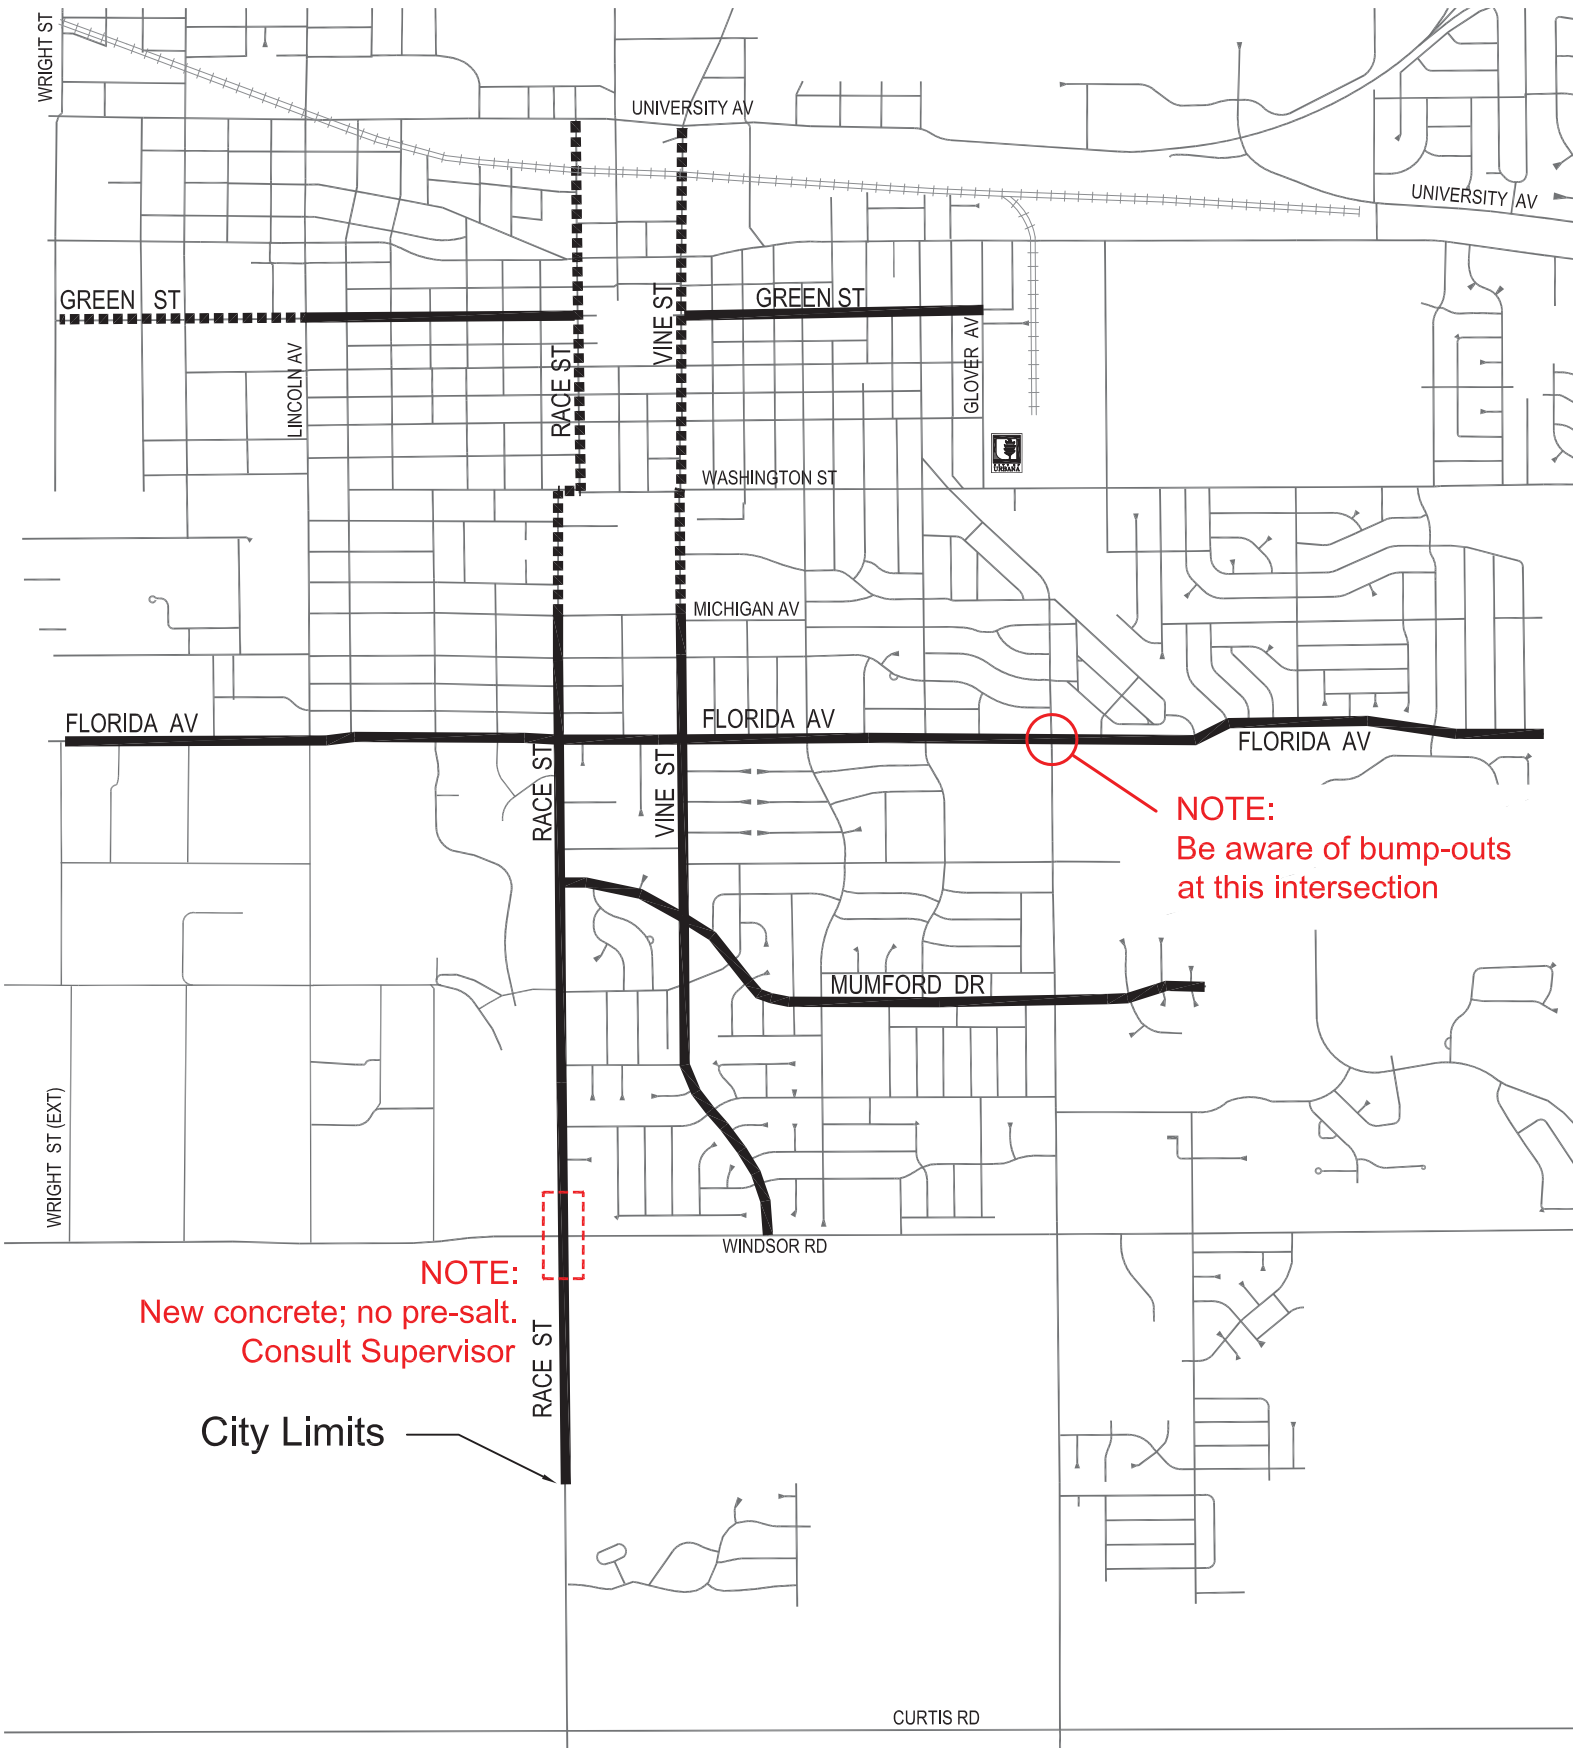 WRIGHT ST
UNIVERSITY AV
UNIVERSITY AV
GREEN ST
GREEN ST
VINE ST
RACE ST
LINCOLN AV
GLOVER AV
URBANA
WASHINGTON ST
MICHIGAN AV
FLORIDA AV
FLORIDA AV
FLORIDA AV
RACE ST
VINE ST
NOTE:
Be aware of bump-outs
at this intersection
MUMFORD DR
WRIGHT ST (EXT)
WINDSOR RD
NOTE:
New concrete; no pre-salt.
Consult Supervisor
RACE ST
City Limits
CURTIS RD